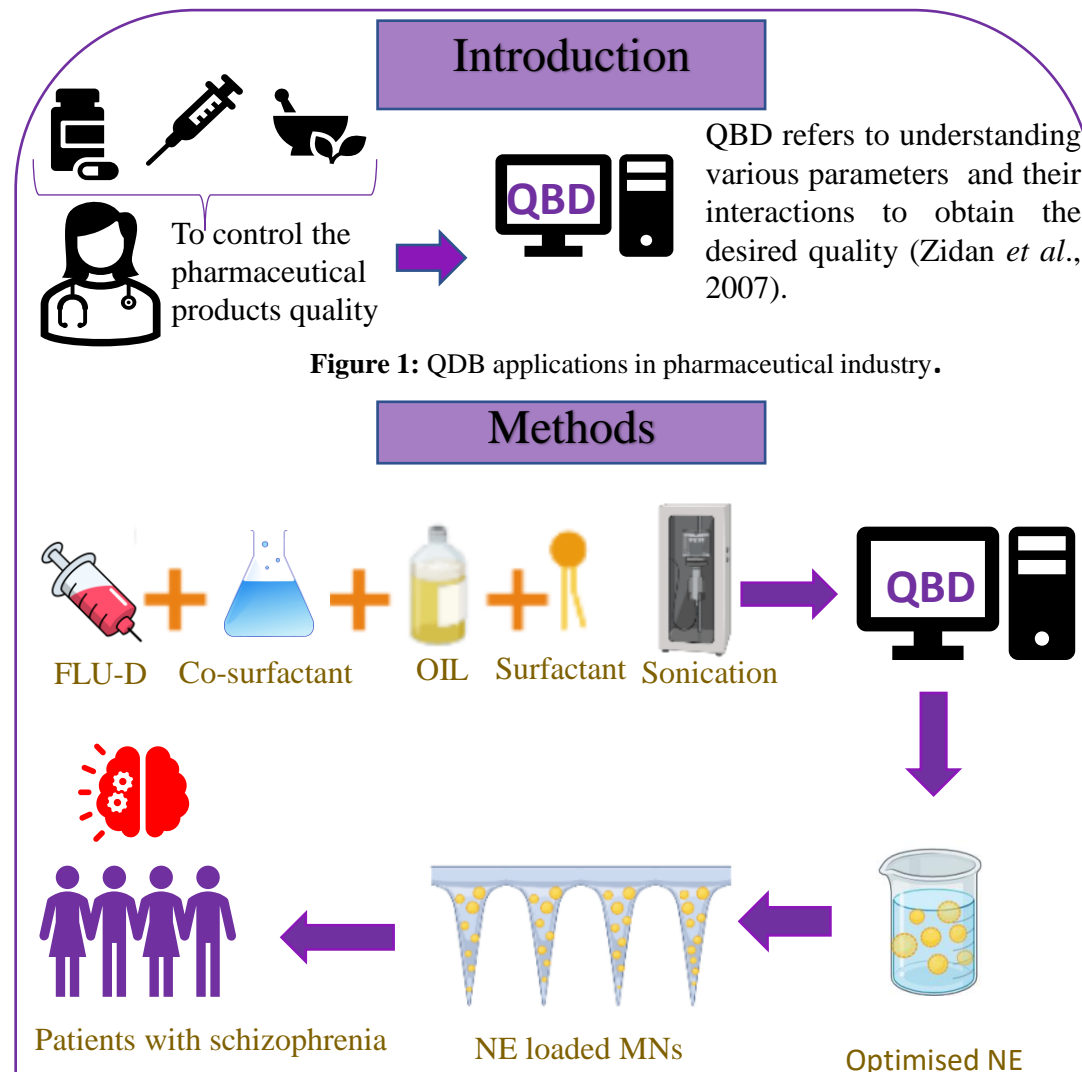 Introduction
QBD
QBD refers to understanding
various parameters and their
interactions to obtain the
desired quality (Zidan et al.,
2007).
To control the
pharmaceutical
products quality
Figure 1: QDB applications in pharmaceutical industry.
Methods
QBD
FLU-D
Co-surfactant
OIL
Surfactant
Sonication
Patients with schizophrenia
NE loaded MNs
Optimised NE